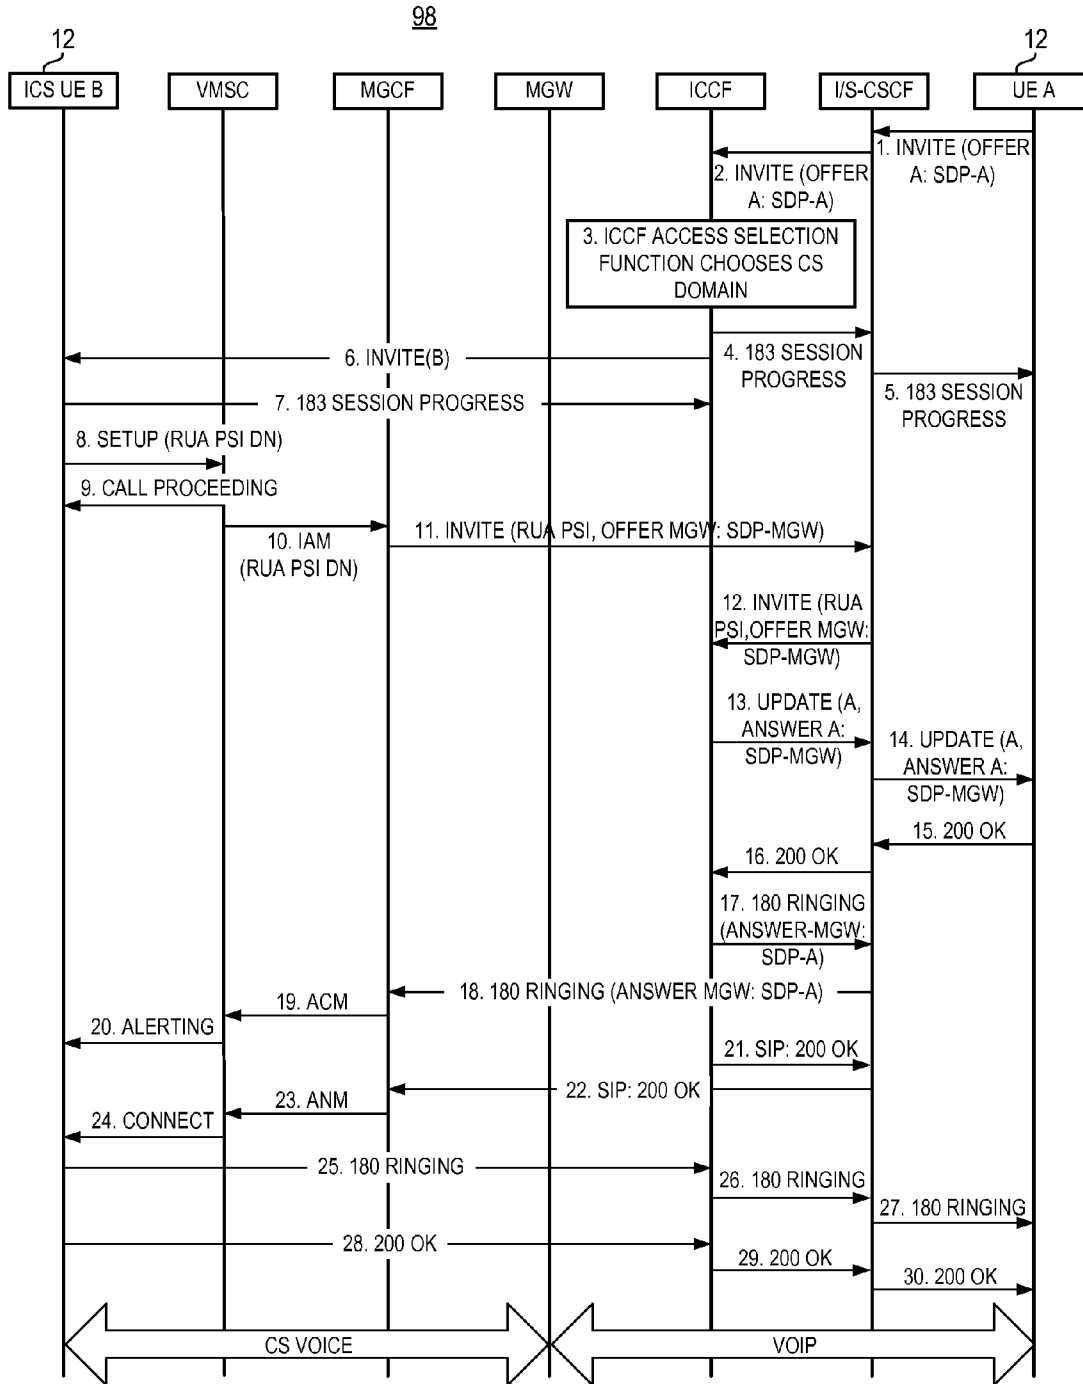 98
12
12
ICS UE B
VMSC
MGCF
MGW
ICCF
I/S-CSCF
UE A
1. INVITE (OFFER
A: SDP-A)
2. INVITE (OFFER
A: SDP-A)
3. ICCF ACCESS SELECTION
FUNCTION CHOOSES CS
DOMAIN
4. 183 SESSION
PROGRESS
5. 183 SESSION
PROGRESS
6. INVITE(B)
7. 183 SESSION PROGRESS
8. SETUP (RUA PSI DN)
9. CALL PROCEEDING
10. IAM
(RUA PSI DN)
11. INVITE (RUA PSI, OFFER MGW: SDP-MGW)
12. INVITE (RUA
PSI,OFFER MGW:
SDP-MGW)
13. UPDATE (A,
ANSWER A:
SDP-MGW)
14. UPDATE (A,
ANSWER A:
SDP-MGW)
15. 200 OK
16. 200 OK
17. 180 RINGING
(ANSWER-MGW:
SDP-A)
18. 180 RINGING (ANSWER MGW: SDP-A)
19. ACM
20. ALERTING
21. SIP: 200 OK
22. SIP: 200 OK
23. ANM
24. CONNECT
25. 180 RINGING
26. 180 RINGING
27. 180 RINGING
28. 200 OK
29. 200 OK
30. 200 OK
CS VOICE
VOIP